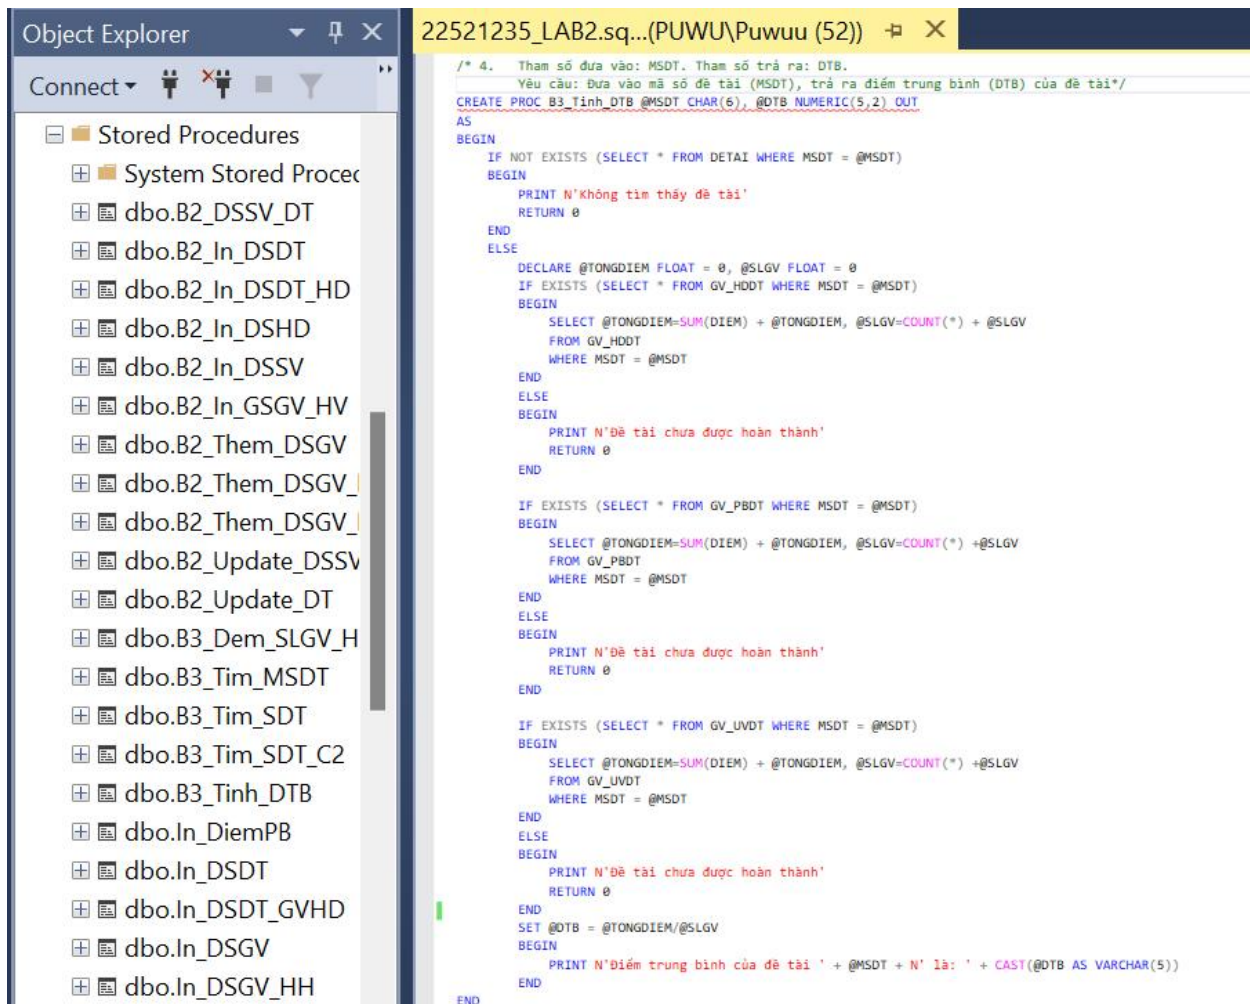 Object Explorer
Connect
Stored Procedures
System Stored Proced
dbo.B2_DSSV_DT
dbo.B2_In_DSDT
dbo.B2_In_DSDT_HD
dbo.B2_In_DSHD
dbo.B2_In_DSSV
dbo.B2_In_GSGV_HV
dbo.B2_Them_DSGV
dbo.B2_Them_DSGV_
dbo.B2_Them_DSGV_
dbo.B2_Update_DSSV
dbo.B2_Update_DT
dbo.B3_Dem_SLGV_H
dbo.B3_Tim_MSDT
dbo.B3_Tim_SDT
dbo.B3_Tim_SDT_C2
dbo.B3_Tinh_DTB
dbo.In_DiemPB
dbo.In_DSDT
dbo.In_DSDT_GVHD
dbo.In_DSGV
dbo.In_DSGV_HH
22521235_LAB2.sq...(PUWU\Puwuu (52))
/* 4. Tham số đưa vào: MSDT. Tham số trả ra: DTB.
Yêu cầu: Đưa vào mã số đề tài (MSDT), trả ra điểm trung bình (DTB) của đề tài*/
CREATE PROC B3_Tinh_DTB @MSDT CHAR(6), @DTB NUMERIC(5,2) OUT
AS
BEGIN
IF NOT EXISTS (SELECT * FROM DETAI WHERE MSDT = @MSDT)
BEGIN
PRINT N'Không tìm thấy đề tài'
RETURN 0
END
ELSE
DECLARE @TONGDIEM FLOAT = 0, @SLGV FLOAT = 0
IF EXISTS (SELECT * FROM GV_HDDT WHERE MSDT = @MSDT)
BEGIN
SELECT @TONGDIEM=SUM(DIEM) + @TONGDIEM, @SLGV=COUNT(*) + @SLGV
FROM GV_HDDT
WHERE MSDT = @MSDT
END
ELSE
BEGIN
PRINT N'Đề tài chưa được hoàn thành'
RETURN 0
END
IF EXISTS (SELECT * FROM GV_PBDT WHERE MSDT = @MSDT)
BEGIN
SELECT @TONGDIEM=SUM(DIEM) + @TONGDIEM, @SLGV=COUNT(*) +@SLGV
FROM GV_PBDT
WHERE MSDT = @MSDT
END
ELSE
BEGIN
PRINT N'Đề tài chưa được hoàn thành'
RETURN 0
END
IF EXISTS (SELECT * FROM GV_UVDT WHERE MSDT = @MSDT)
BEGIN
SELECT @TONGDIEM=SUM(DIEM) + @TONGDIEM, @SLGV=COUNT(*) +@SLGV
FROM GV_UVDT
WHERE MSDT = @MSDT
END
ELSE
BEGIN
PRINT N'Đề tài chưa được hoàn thành'
RETURN 0
END
SET @DTB = @TONGDIEM/@SLGV
BEGIN
PRINT N'Điểm trung bình của đề tài ' + @MSDT + N' là: ' + CAST(@DTB AS VARCHAR(5))
END
END